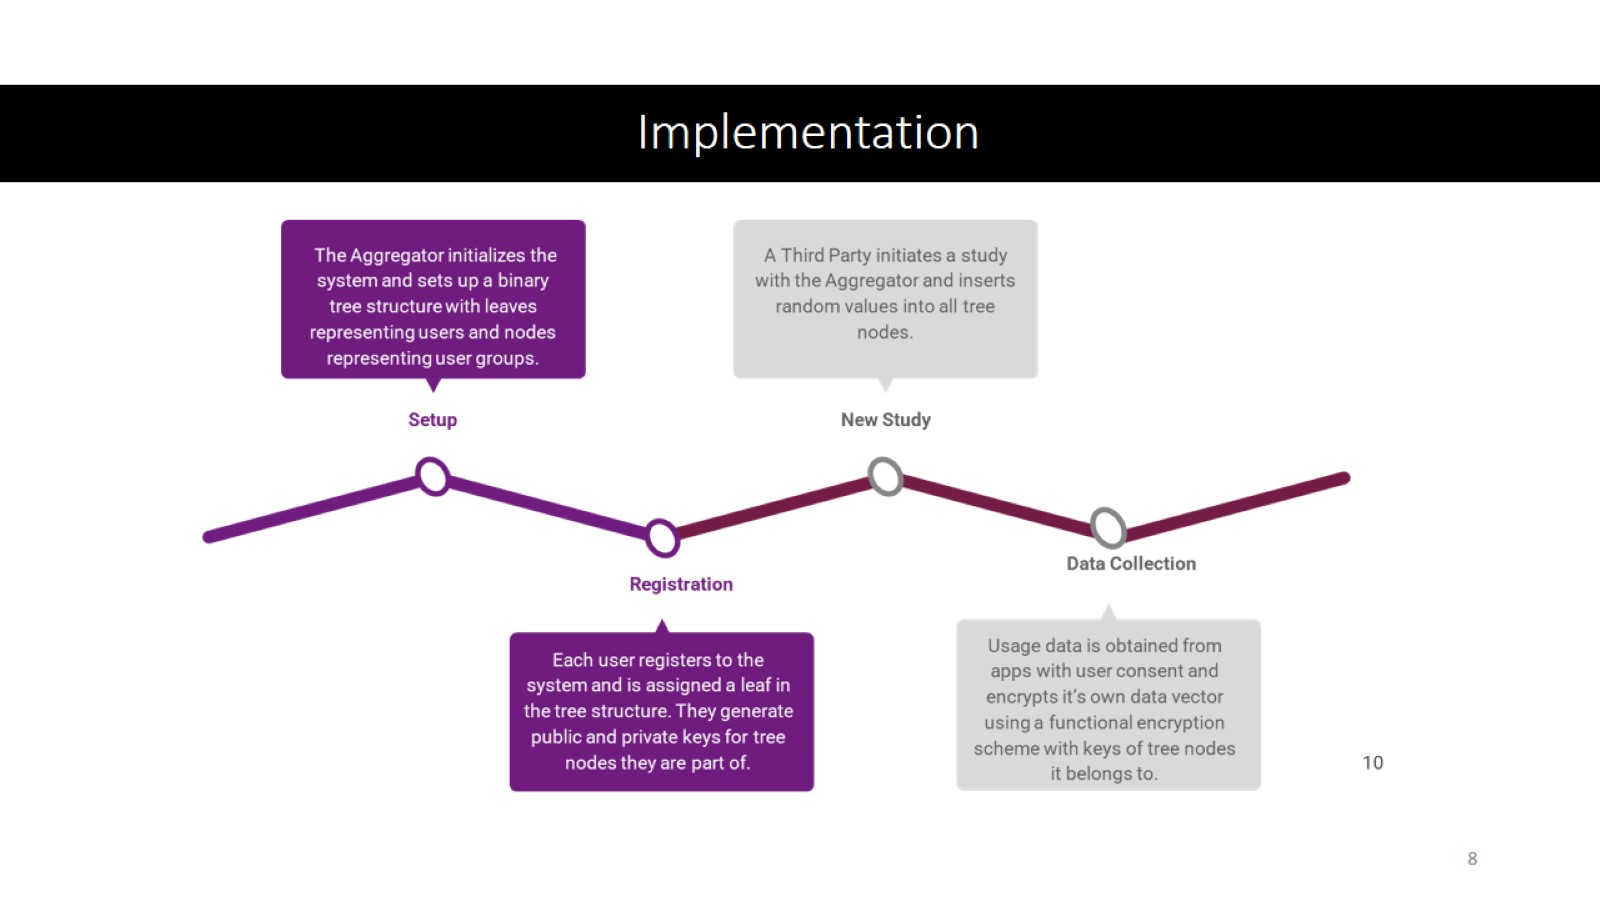 Implementation
The Aggregator initializes the
system and sets up a binary
tree structure with leaves
representing users and nodes
representing user groups.
Setup
A Third Party initiates a study
with the Aggregator and inserts
random values into all tree
nodes.
New Study
Registration
Each user registers to the
system and is assigned a leaf in
the tree structure. They generate
public and private keys for tree
nodes they are part of.
Data Collection
Usage data is obtained from
apps with user consent and
encrypts it's own data vector
using a functional encryption
scheme with keys of tree nodes
it belongs to.
10
8